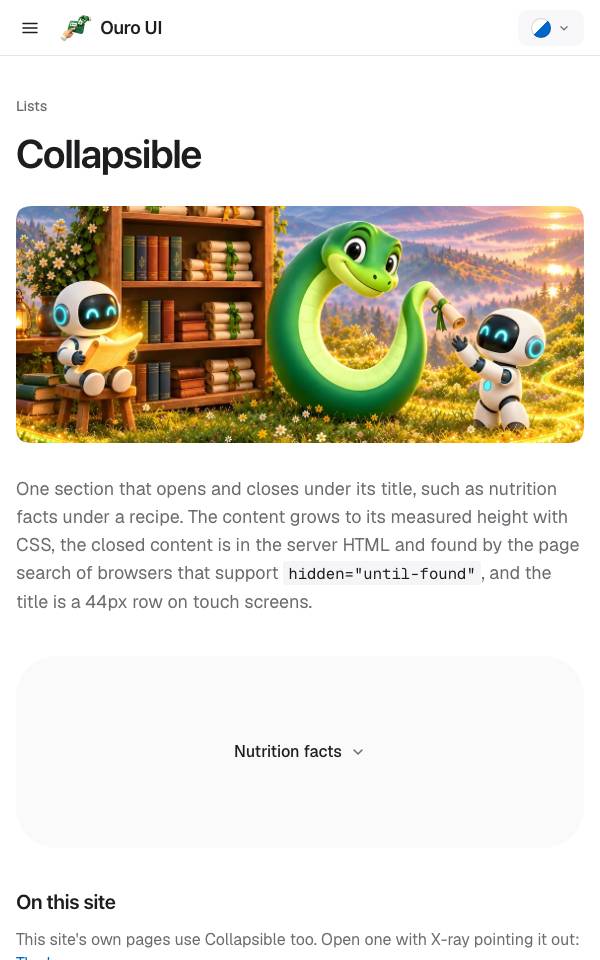 Ouro UI
Lists
Collapsible
One section that opens and closes under its title, such as nutrition
facts under a recipe. The content grows to its measured height with
CSS, the closed content is in the server HTML and found by the page
search of browsers that support hidden="until-found", and the
title is a 44px row on touch screens.
Nutrition facts
On this site
This site's own pages use Collapsible too. Open one with X-ray pointing it out: